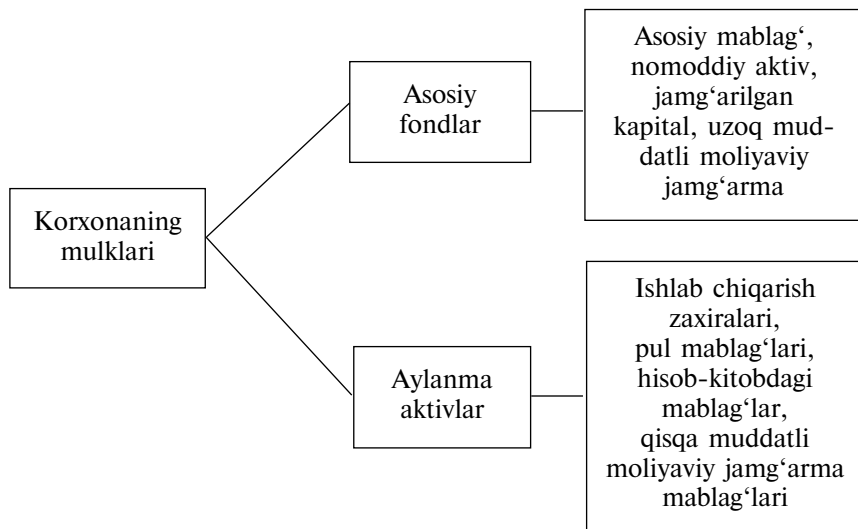 Korxonaning
mulklari
Asosiy
fondlar
Asosiy mablag‘,
nomoddiy aktiv,
jamg‘arilgan
kapital, uzoq mud-
datli moliyaviy
jamg‘arma
Aylanma
aktivlar
Ishlab chiqarish
zaxiralari,
pul mablag‘lari,
hisob-kitobdagi
mablag‘lar,
qisqa muddatli
moliyaviy jamg‘arma
mablag‘lari